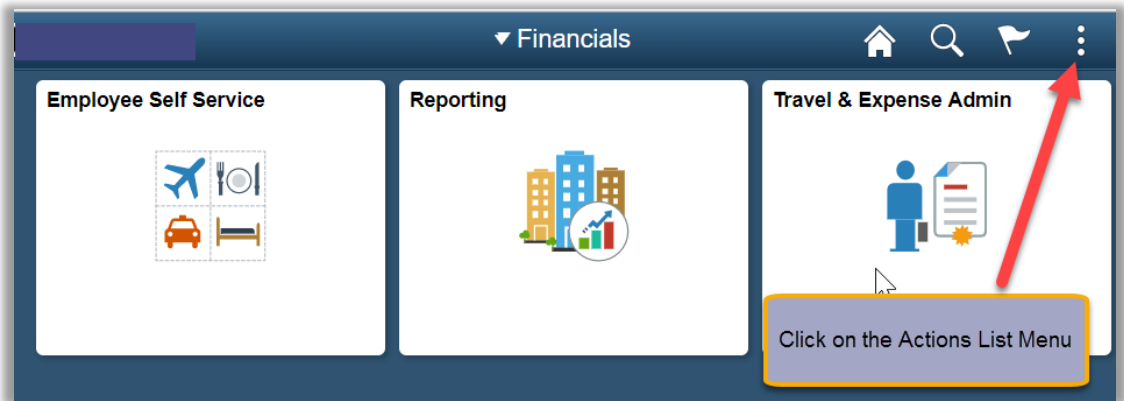 Financials
Employee Self Service
Reporting
Travel & Expense Admin
Click on the Actions List Menu